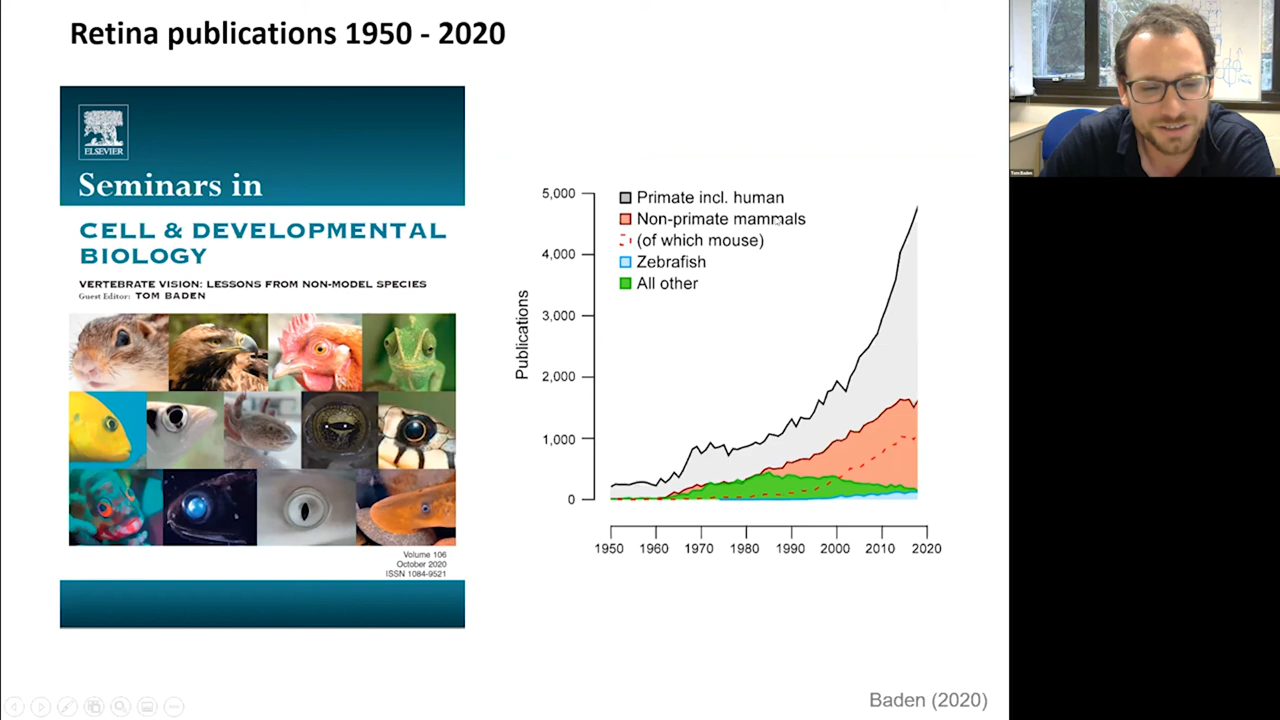 Retina publications 1950 - 2020
ELSEVIER
Seminars in
CELL & DEVELOPMENTAL
BIOLOGY
VERTEBRATE VISION: LESSONS FROM NON-MODEL SPECIES
Guest Editor: TOM BADEN
Volume 106
October 2020
ISSN 1084-9521
Publications
5,000
4,000
3,000
2,000
1,000
0
Primate incl. human
Non-primate mammals
(of which mouse)
Zebrafish
All other
1950 1960 1970 1980 1990 2000 2010 2020
Baden (2020)
Tom Baden